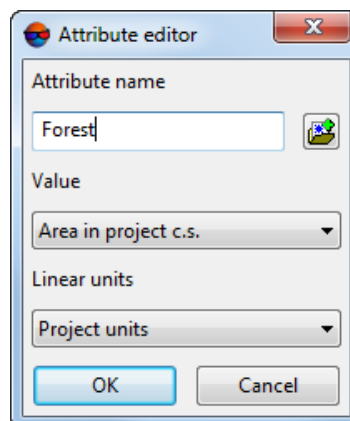 Attribute editor
Attribute name
Forest
Value
Area in project c.s.
Linear units
Project units
OK Cancel